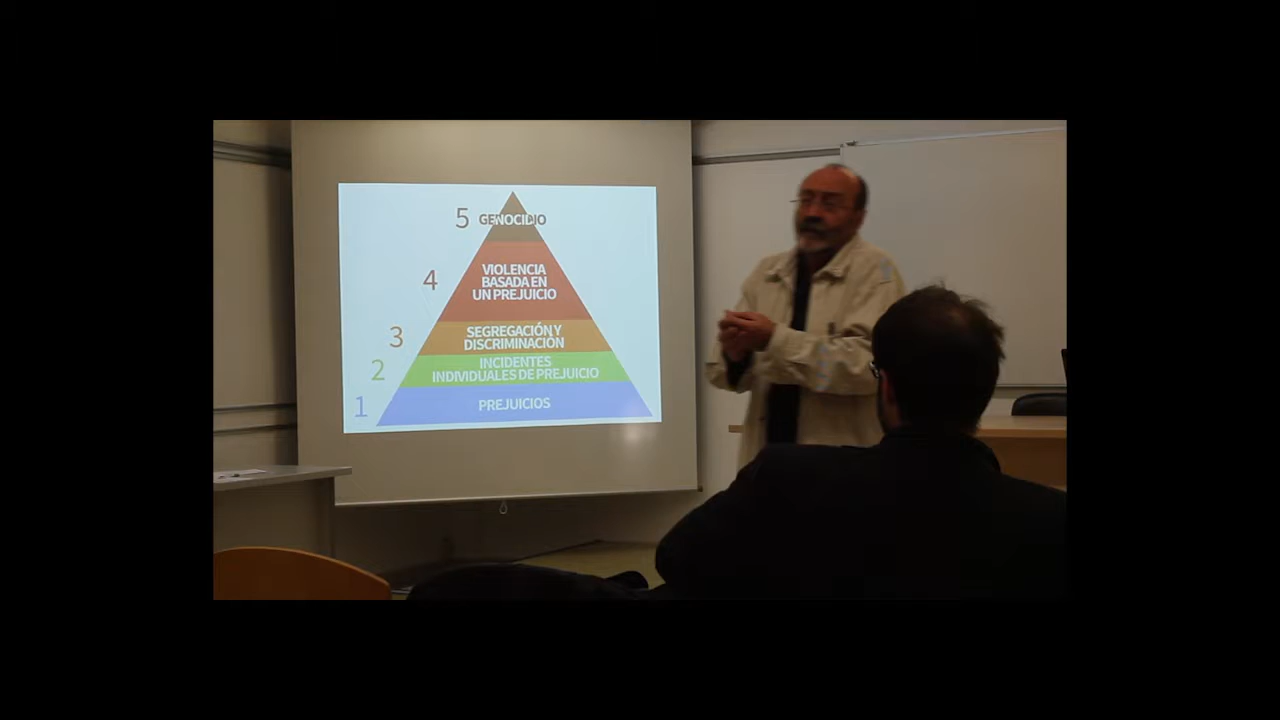 5 GENOCIDIO
4
VIOLENCIA
BASADA EN
UN PREJUICIO
3
SEGREGACIÓN Y
DISCRIMINACIÓN
2
INCIDENTES
INDIVIDUALES DE PREJUICIO
1 PREJUICIOS